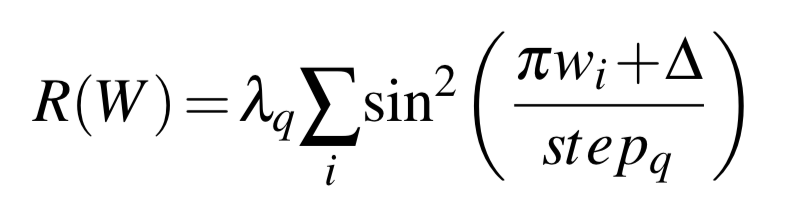 R(W) = λ_q ∑_i sin² ( (πw_i + Δ) / step_q )